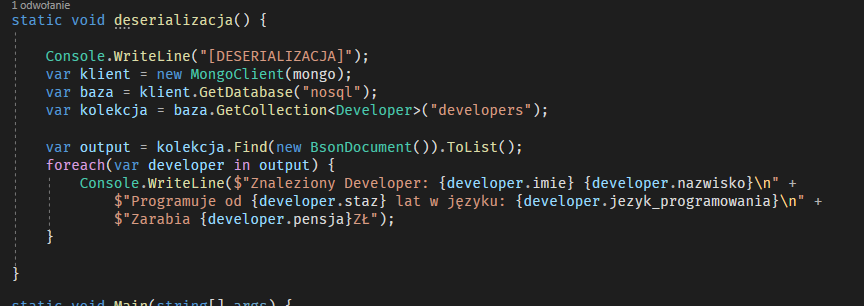 1 odwołanie
static void deserializacja() {
Console.WriteLine("[DESERIALIZACJA]");
var klient = new MongoClient(mongo);
var baza = klient.GetDatabase("nosql");
var kolekcja = baza.GetCollection<Developer>("developers");
var output = kolekcja.Find(new BsonDocument()).ToList();
foreach(var developer in output) {
Console.WriteLine($"Znaleziony Developer: {developer.imie} {developer.nazwisko}\n" +
$"Programuje od {developer.staz} lat w języku: {developer.jezyk_programowania}\n" +
$"Zarabia {developer.pensja}ZŁ");
}
}
static void Main(string[] args) {